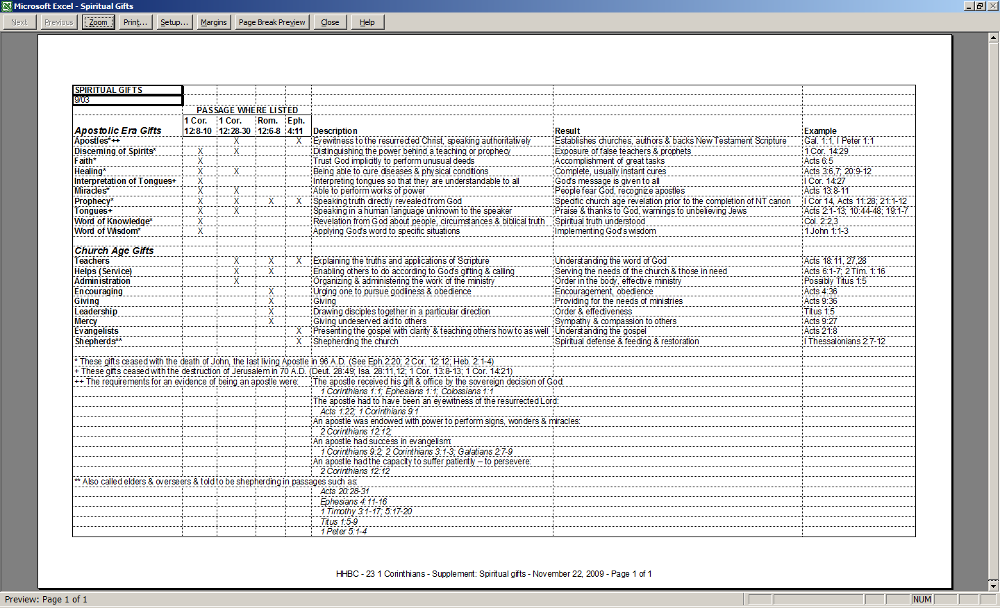 Microsoft Excel - Spiritual Gifts
Next Previous Zoom Print... Setup... Margins Page Break Preview Close Help
SPIRITUAL GIFTS
9/03
PASSAGE WHERE LISTED
1 Cor. 1 Cor. Rom. Eph.
Apostolic Era Gifts 12:8-10 12:28-30 12:6-8 4:11 Description Result Example
Apostles*++ X X Eyewitness to the resurrected Christ, speaking authoritatively Establishes churches, authors & backs New Testament Scripture Gal. 1:1, I Peter 1:1
Discerning of Spirits* X X Distinguishing the power behind a teaching or prophecy Exposure of false teachers & prophets 1 Cor. 14:29
Faith* X Trust God implicitly to perform unusual deeds Accomplishment of great tasks Acts 6:5
Healing* X X Being able to cure diseases & physical conditions Complete, usually instant cures Acts 3:6,7; 20:9-12
Interpretation of Tongues+ X Interpreting tongues so that they are understandable to all God's message is given to all I Cor. 14:27
Miracles* X X Able to perform works of power People fear God, recognize apostles Acts 13:8-11
Prophecy* X X X X Speaking truth directly revealed from God Specific church age revelation prior to the completion of NT canon I Cor 14, Acts 11:28; 21:1-12
Tongues+ X X Speaking in a human language unknown to the speaker Praise & thanks to God, warnings to unbelieving Jews Acts 2:1-13; 10:44-48; 19:1-7
Word of Knowledge* X Revelation from God about people, circumstances & biblical truth Spiritual truth understood Col. 2:2,3
Word of Wisdom* X Applying God's word to specific situations Implementing God's wisdom 1 John 1:1-3
Church Age Gifts
Teachers X X X Explaining the truths and applications of Scripture Understanding the word of God Acts 18:11, 27,28
Helps (Service) X X Enabling others to do according to God's gifting & calling Serving the needs of the church & those in need Acts 6:1-7; 2 Tim. 1:16
Administration X Organizing & administering the work of the ministry Order in the body, effective ministry Possibly Titus 1:5
Encouraging X Urging one to pursue godliness & obedience Encouragement, obedience Acts 4:36
Giving X Giving Providing for the needs of ministries Acts 9:36
Leadership X Drawing disciples together in a particular direction Order & effectiveness Titus 1:5
Mercy X Giving undeserved aid to others Sympathy & compassion to others Acts 9:27
Evangelists X Presenting the gospel with clarity & teaching others how to as well Understanding the gospel Acts 21:8
Shepherds** X Shepherding the church Spiritual defense & feeding & restoration I Thessalonians 2:7-12
* These gifts ceased with the death of John, the last living Apostle in 96 A.D. (See Eph.2:20; 2 Cor. 12:12; Heb. 2:1-4)
+ These gifts ceased with the destruction of Jerusalem in 70 A.D. (Deut. 28:49; Isa. 28:11,12; 1 Cor. 13:8-13; 1 Cor. 14:21)
++ The requirements for an evidence of being an apostle were: The apostle received his gift & office by the sovereign decision of God:
1 Corinthians 1:1; Ephesians 1:1; Colossians 1:1
The apostle had to have been an eyewitness of the resurrected Lord:
Acts 1:22; 1 Corinthians 9:1
An apostle was endowed with power to perform signs, wonders & miracles:
2 Corinthians 12:12;
An apostle had success in evangelism:
1 Corinthians 9:2; 2 Corinthians 3:1-3; Galatians 2:7-9
An apostle had the capacity to suffer patiently – to persevere:
2 Corinthians 12:12
** Also called elders & overseers & told to be shepherding in passages such as:
Acts 20:28-31
Ephesians 4:11-16
1 Timothy 3:1-17; 5:17-20
Titus 1:5-9
1 Peter 5:1-4
HHBC - 23 1 Corinthians - Supplement: Spiritual gifts - November 22, 2009 - Page 1 of 1
Preview: Page 1 of 1 NUM